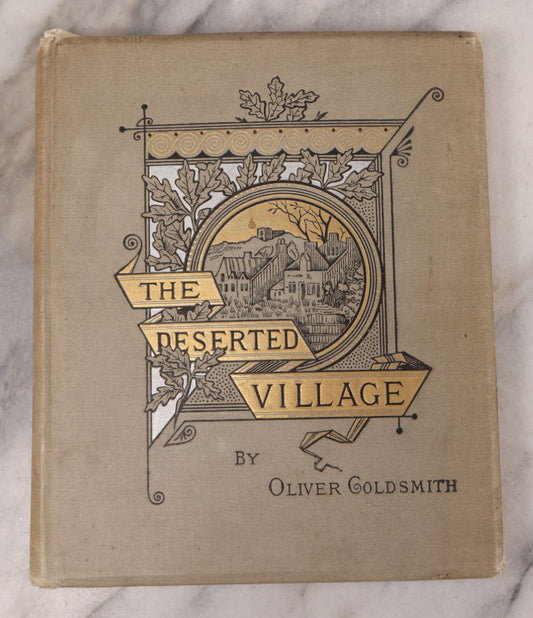 THE
DESERTED
VILLAGE
BY
OLIVER GOLDSMITH